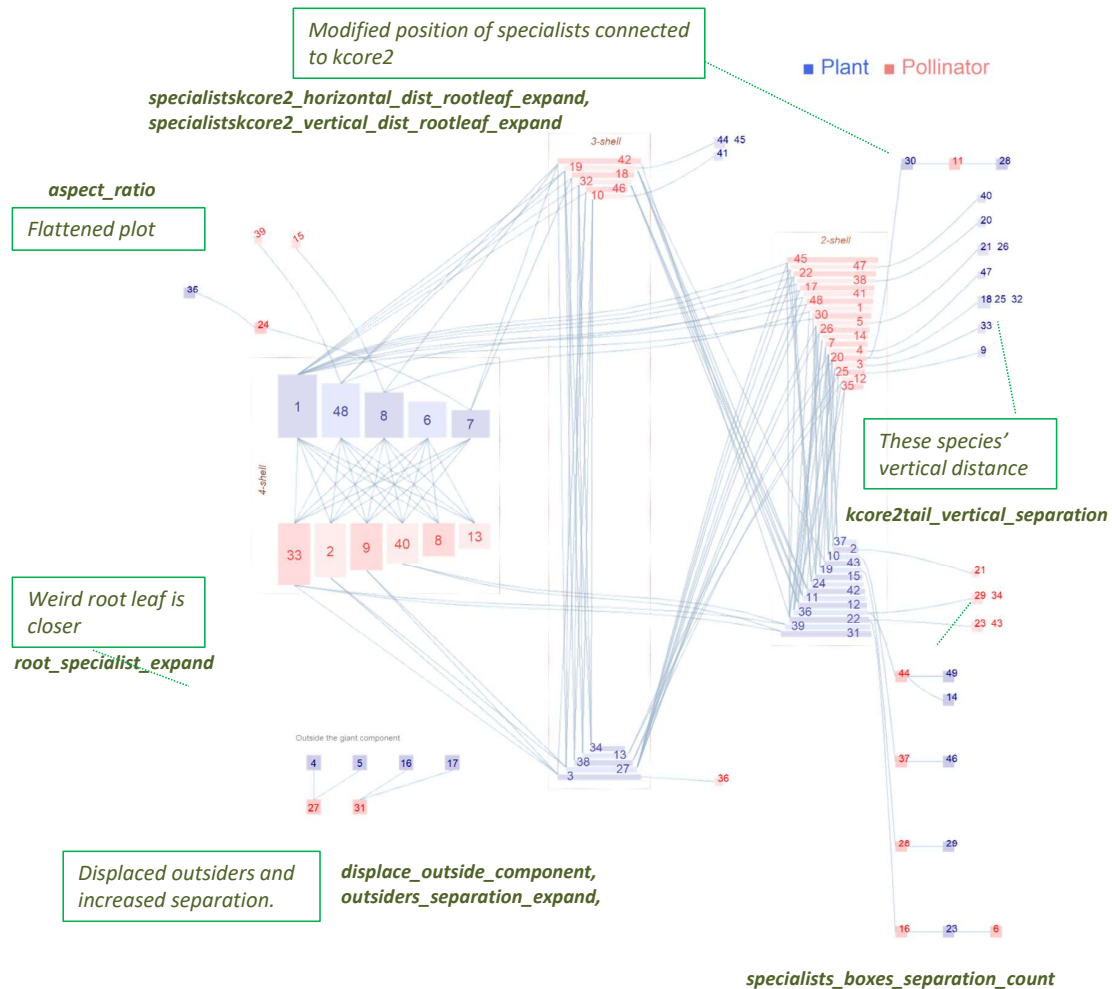 Modified position of specialists connected
to kcore2
Plant Pollinator
specialistskcore2_horizontal_dist_rootleaf_expand,
specialistskcore2_vertical_dist_rootleaf_expand
3-shell
44 45
41
42
19
18
32
46
10
30 11 28
aspect_ratio
Flattened plot
39 15
40
20
21 26
47
18 25 32
33
9
2-shell
45
47
22
38
17
41
48
1
30
5
26
14
7
4
20
3
25
12
35
35
24
1 48 8 6 7
4-shell
33 2 9 40 8 13
These species’
vertical distance
kcore2tail_vertical_separation
37
2
10
43
19
15
24
42
11
12
36
22
39
31
21
29 34
23 43
Weird root leaf is
closer
root_specialist_expand
44 49
14
Outside the giant component
4 5 16 17
27 31
34
13
38
27
3
36
37 46
26 29
Displaced outsiders and
increased separation.
displace_outside_component,
outsiders_separation_expand,
16 23 6
specialists_boxes_separation_count